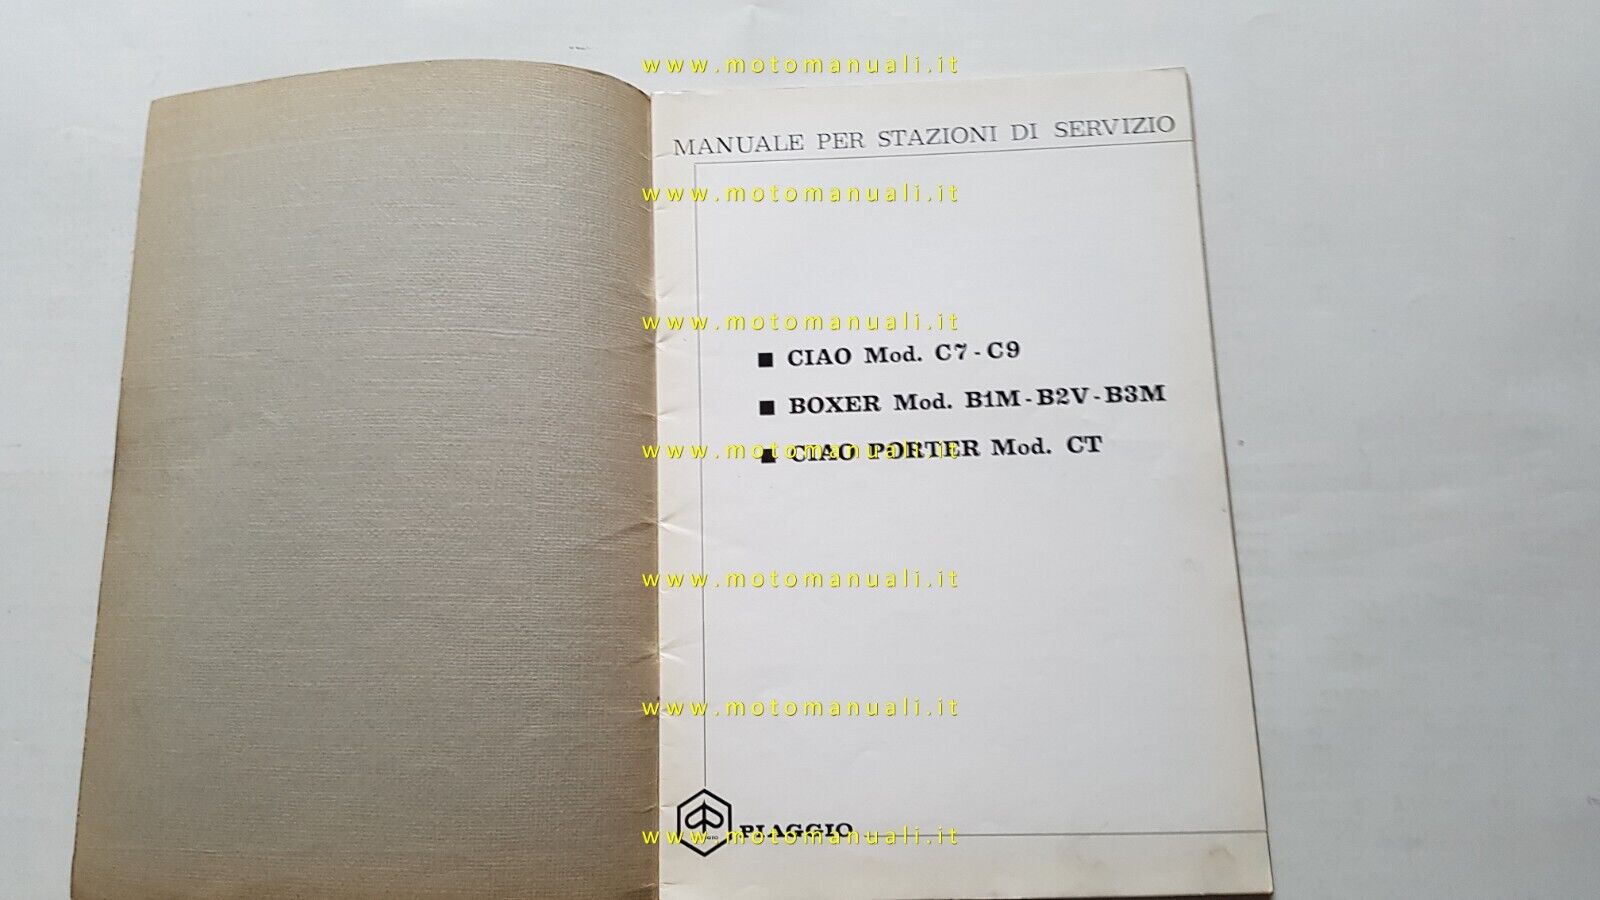 www.motomanuali.it
MANUALE PER STAZIONI DI SERVIZIO
www.motomanuali.it
www.motomanuali.it
■ CIAO Mod. C7 - C9
■ BOXER Mod. B1M - B2V - B3M
■ CIAO PORTER Mod. CT
www.motomanuali.it
www.motomanuali.it
www.motomanuali.it
PIAGGIO
www.motomanuali.it